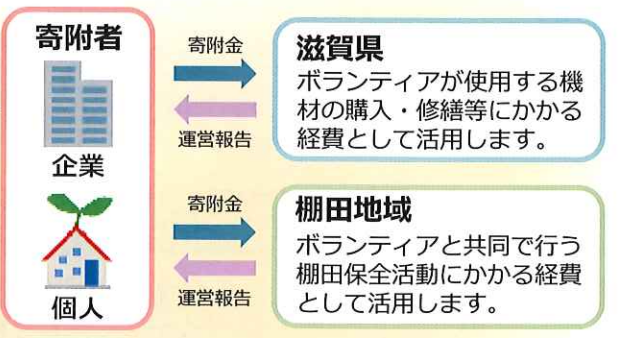 寄附者
企業
個人
寄附金
運営報告
滋賀県
ボランティアが使用する機
材の購入・修繕等にかかる
経費として活用します。
寄附金
運営報告
棚田地域
ボランティアと共同で行う
棚田保全活動にかかる経費
として活用します。